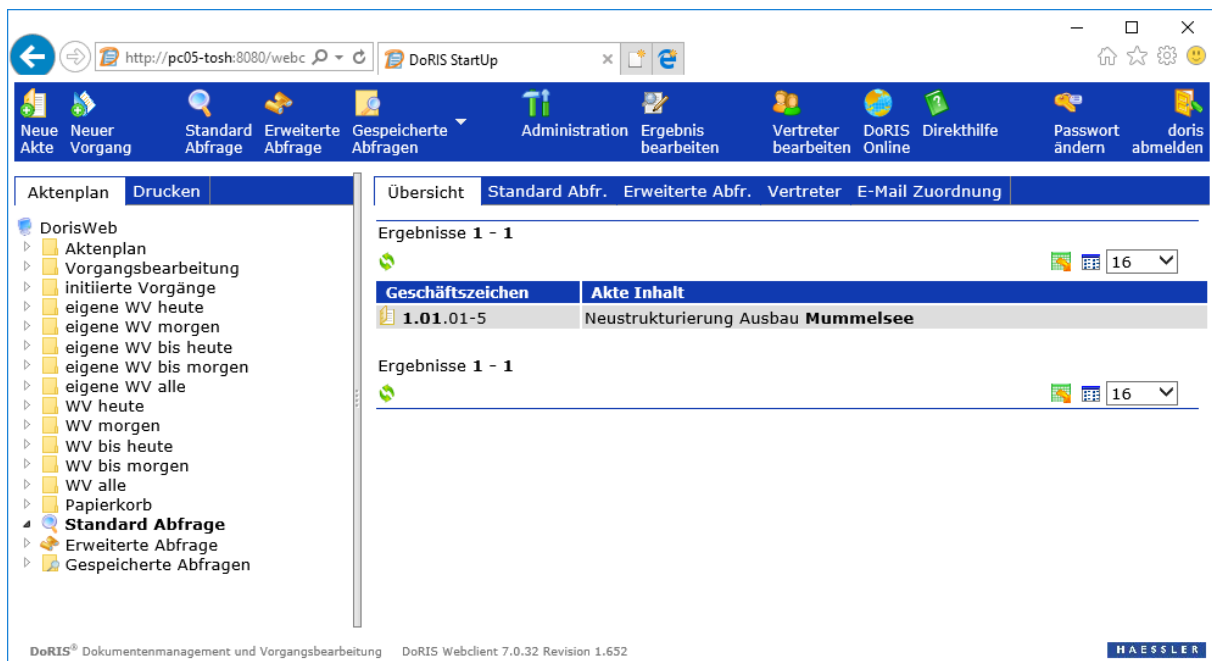 http://pc05-tosh:8080/webc
DoRIS StartUp
Neue Akte
Neuer Vorgang
Standard Abfrage
Erweiterte Abfrage
Gespeicherte Abfragen
Administration
Ergebnis bearbeiten
Vertreter bearbeiten
DoRIS Online
Direkthilfe
Passwort ändern
doris abmelden
Aktenplan
Drucken
DorisWeb
Aktenplan
Vorgangsbearbeitung
initiierte Vorgänge
eigene WV heute
eigene WV morgen
eigene WV bis heute
eigene WV bis morgen
eigene WV alle
WV heute
WV morgen
WV bis heute
WV bis morgen
WV alle
Papierkorb
Standard Abfrage
Erweiterte Abfrage
Gespeicherte Abfragen
Übersicht
Standard Abfr.
Erweiterte Abfr.
Vertreter
E-Mail Zuordnung
Ergebnisse 1 - 1
16
Geschäftszeichen
Akte Inhalt
1.01.01-5
Neustrukturierung Ausbau Mummelsee
Ergebnisse 1 - 1
16
DoRIS® Dokumentenmanagement und Vorgangsbearbeitung
DoRIS Webclient 7.0.32 Revision 1.652
HAESSLER